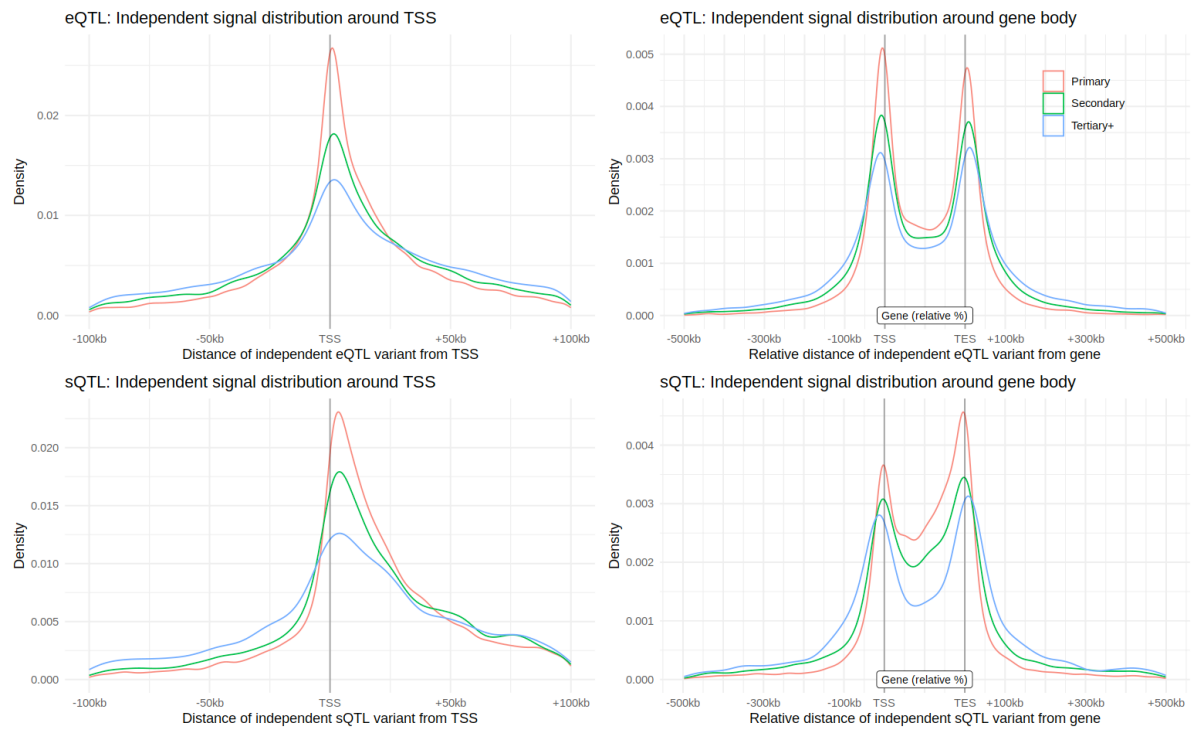 eQTL: Independent signal distribution around TSS
Density
0.02
0.01
0.00
-100kb
-50kb
TSS
+50kb
+100kb
Distance of independent eQTL variant from TSS
eQTL: Independent signal distribution around gene body
Density
0.005
0.004
0.003
0.002
0.001
0.000
Primary
Secondary
Tertiary+
Gene (relative %)
-500kb
-300kb
-100kb
TSS
TES
+100kb
+300kb
+500kb
Relative distance of independent eQTL variant from gene
sQTL: Independent signal distribution around TSS
Density
0.020
0.015
0.010
0.005
0.000
-100kb
-50kb
TSS
+50kb
+100kb
Distance of independent sQTL variant from TSS
sQTL: Independent signal distribution around gene body
Density
0.004
0.003
0.002
0.001
0.000
Gene (relative %)
-500kb
-300kb
-100kb
TSS
TES
+100kb
+300kb
+500kb
Relative distance of independent sQTL variant from gene